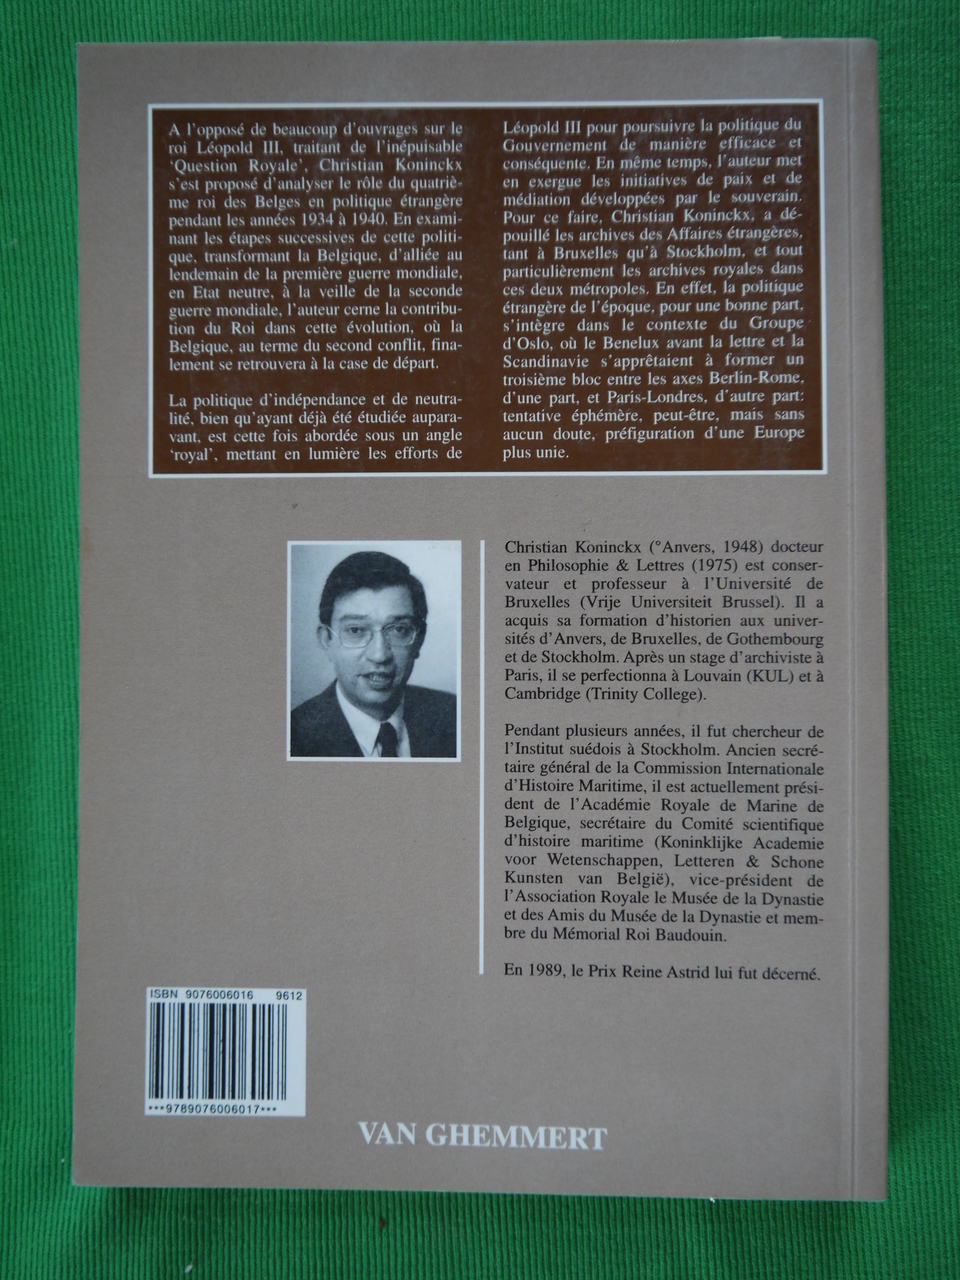 A l'opposé de beaucoup d'ouvrages sur le
roi Léopold III, traitant de l'inépuisable
'Question Royale', Christian Koninckx
s'est proposé d'analyser le rôle du quatriè-
me roi des Belges en politique étrangère
pendant les années 1934 à 1940. En exami-
nant les étapes successives de cette politi-
que, transformant la Belgique, d'alliée au
lendemain de la première guerre mondiale,
en Etat neutre, à la veille de la seconde
guerre mondiale, l'auteur cerne la contribu-
tion du Roi dans cette évolution, où la
Belgique, au terme du second conflit, fina-
lement se retrouvera à la case de départ.
La politique d'indépendance et de neutra-
lité, bien qu'ayant déjà été étudiée aupara-
vant, est cette fois abordée sous un angle
'royal', mettant en lumière les efforts de
Léopold III pour poursuivre la politique du
Gouvernement de manière efficace et
conséquente. En même temps, l'auteur met
en exergue les initiatives de paix et de
médiation développées par le souverain.
Pour ce faire, Christian Koninckx, a dé-
pouillé les archives des Affaires étrangères,
tant à Bruxelles qu'à Stockholm, et tout
particulièrement les archives royales dans
ces deux métropoles. En effet, la politique
étrangère de l'époque, pour une bonne part,
s'intègre dans le contexte du Groupe
d'Oslo, où le Benelux avant la lettre et la
Scandinavie s'apprêtaient à former un
troisième bloc entre les axes Berlin-Rome,
d'une part, et Paris-Londres, d'autre part:
tentative éphémère, peut-être, mais sans
aucun doute, préfiguration d'une Europe
plus unie.
Christian Koninckx (°Anvers, 1948) docteur
en Philosophie & Lettres (1975) est conser-
vateur et professeur à l'Université de
Bruxelles (Vrije Universiteit Brussel). Il a
acquis sa formation d'historien aux univer-
sités d'Anvers, de Bruxelles, de Gothembourg
et de Stockholm. Après un stage d'archiviste à
Paris, il se perfectionna à Louvain (KUL) et à
Cambridge (Trinity College).
Pendant plusieurs années, il fut chercheur de
l'Institut suédois à Stockholm. Ancien secré-
taire général de la Commission Internationale
d'Histoire Maritime, il est actuellement prési-
dent de l'Académie Royale de Marine de
Belgique, secrétaire du Comité scientifique
d'histoire maritime (Koninklijke Academie
voor Wetenschappen, Letteren & Schone
Kunsten van België), vice-président de
l'Association Royale le Musée de la Dynastie
et des Amis du Musée de la Dynastie et mem-
bre du Mémorial Roi Baudouin.
En 1989, le Prix Reine Astrid lui fut décerné.
ISBN 9076006016 9612
***9789076006017***
VAN GHEMMERT